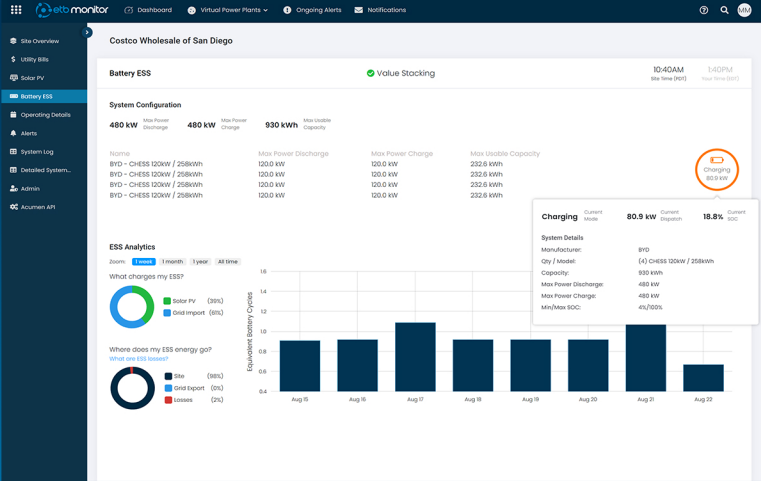 etb monitor
Dashboard
Virtual Power Plants
Ongoing Alerts
Notifications
MM
Site Overview
Utility Bills
Solar PV
Battery ESS
Operating Details
Alerts
System Log
Detailed System...
Admin
Acumen API
Costco Wholesale of San Diego
Battery ESS
Value Stacking
10:40AM
Site Time (PDT)
1:40PM
Your Time (EDT)
System Configuration
480 kW Max Power Discharge
480 kW Max Power Charge
930 kWh Max Usable Capacity
Name Max Power Discharge Max Power Charge Max Usable Capacity
BYD - CHESS 120kW / 258kWh 120.0 kW 120.0 kW 232.6 kWh
BYD - CHESS 120kW / 258kWh 120.0 kW 120.0 kW 232.6 kWh
BYD - CHESS 120kW / 258kWh 120.0 kW 120.0 kW 232.6 kWh
BYD - CHESS 120kW / 258kWh 120.0 kW 120.0 kW 232.6 kWh
Charging
80.9 kW
Charging Current Mode
80.9 kW Current Dispatch
18.8% Current SOC
System Details
Manufacturer: BYD
Qty / Model: (4) CHESS 120kW / 258kWh
Capacity: 930 kWh
Max Power Discharge: 480 kW
Max Power Charge: 480 kW
Min/Max SOC: 4%/100%
ESS Analytics
Zoom: 1 week 1 month 1 year All time
What charges my ESS?
Solar PV (39%)
Grid Import (61%)
Where does my ESS energy go?
What are ESS losses?
Site (98%)
Grid Export (0%)
Losses (2%)
Equivalent Battery Cycles
1.6
1.4
1.2
1.0
0.8
0.6
0.4
Aug 15 Aug 16 Aug 17 Aug 18 Aug 19 Aug 20 Aug 21 Aug 22